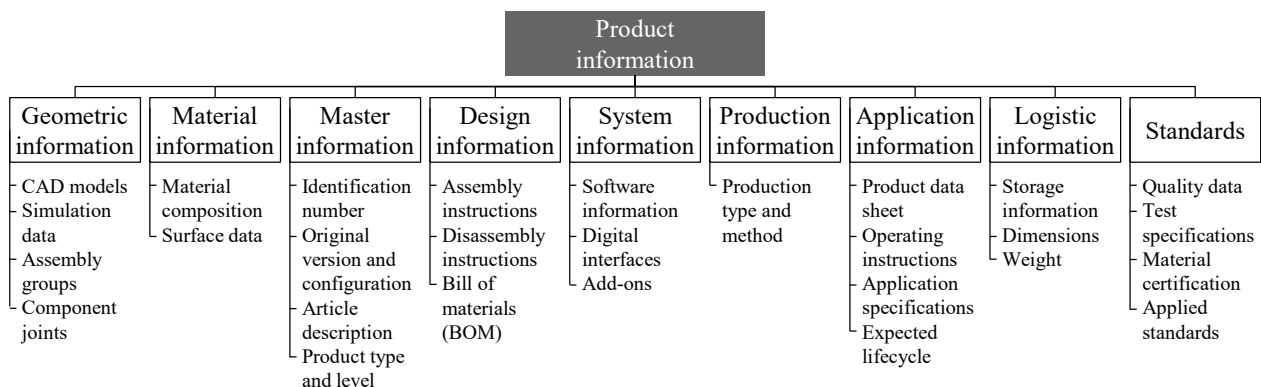 Product
information
Geometric
information
CAD models
Simulation
data
Assembly
groups
Component
joints
Material
information
Material
composition
Surface data
Master
information
Identification
number
Original
version and
configuration
Article
description
Product type
and level
Design
information
Assembly
instructions
Disassembly
instructions
Bill of
materials
(BOM)
System
information
Software
information
Digital
interfaces
Add-ons
Production
information
Production
type and
method
Application
information
Product data
sheet
Operating
instructions
Application
specifications
Expected
lifecycle
Logistic
information
Storage
information
Dimensions
Weight
Standards
Quality data
Test
specifications
Material
certification
Applied
standards